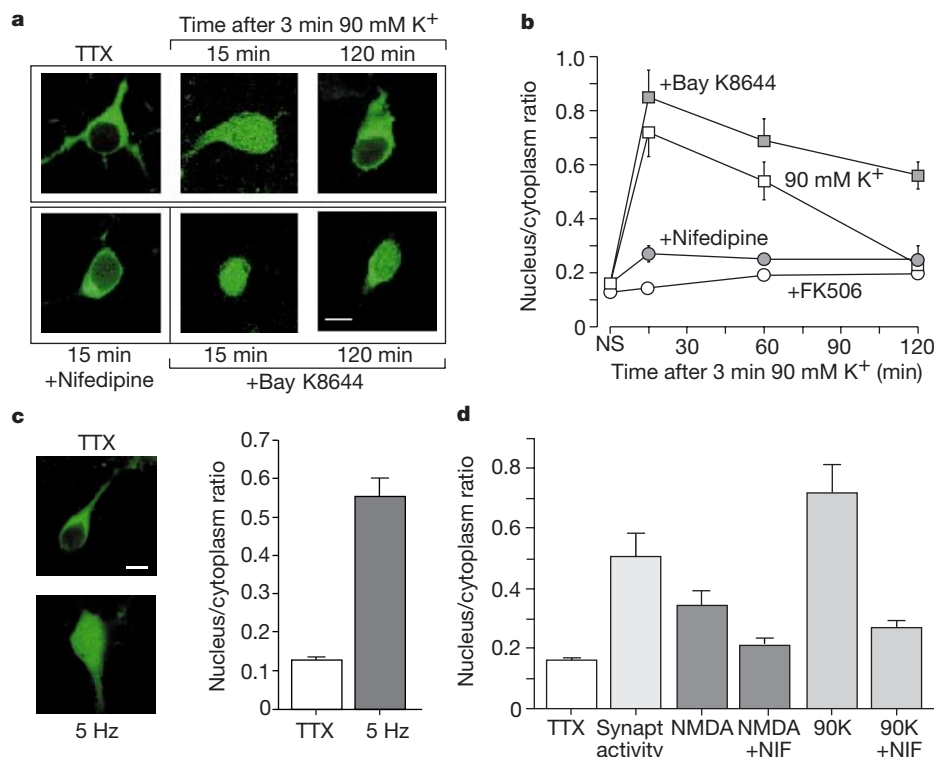 a
Time after 3 min 90 mM K+
TTX 15 min 120 min
15 min 15 min 120 min
+Nifedipine +Bay K8644
b
Nucleus/cytoplasm ratio
1.0
0.8
0.6
0.4
0.2
0
+Bay K8644
90 mM K+
+Nifedipine
+FK506
NS 30 60 90 120
Time after 3 min 90 mM K+ (min)
c
TTX
5 Hz
Nucleus/cytoplasm ratio
0.7
0.6
0.5
0.4
0.3
0.2
0.1
0
TTX 5 Hz
d
Nucleus/cytoplasm ratio
0.8
0.6
0.4
0.2
0
TTX Synapt NMDA NMDA 90K 90K
activity +NIF +NIF